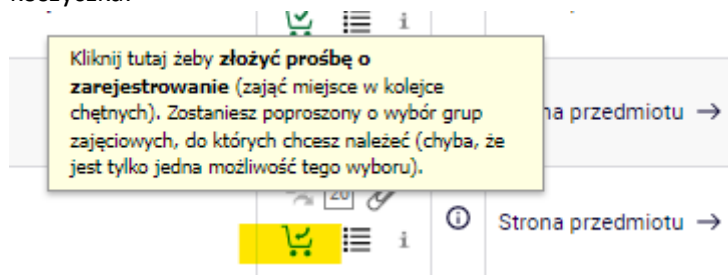 i
Kliknij tutaj żeby złożyć prośbę o
zarejestrowanie (zająć miejsce w kolejce
chętnych). Zostaniesz poproszony o wybór grup
zajęciowych, do których chcesz należeć (chyba, że
jest tylko jedna możliwość tego wyboru).
na przedmiotu →
20
i
Strona przedmiotu →